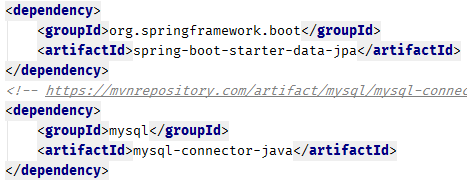 <dependency>
<groupId>org.springframework.boot</groupId>
<artifactId>spring-boot-starter-data-jpa</artifactId>
</dependency>
<!-- https://mvnrepository.com/artifact/mysql/mysql-connec
<dependency>
<groupId>mysql</groupId>
<artifactId>mysql-connector-java</artifactId>
</dependency>